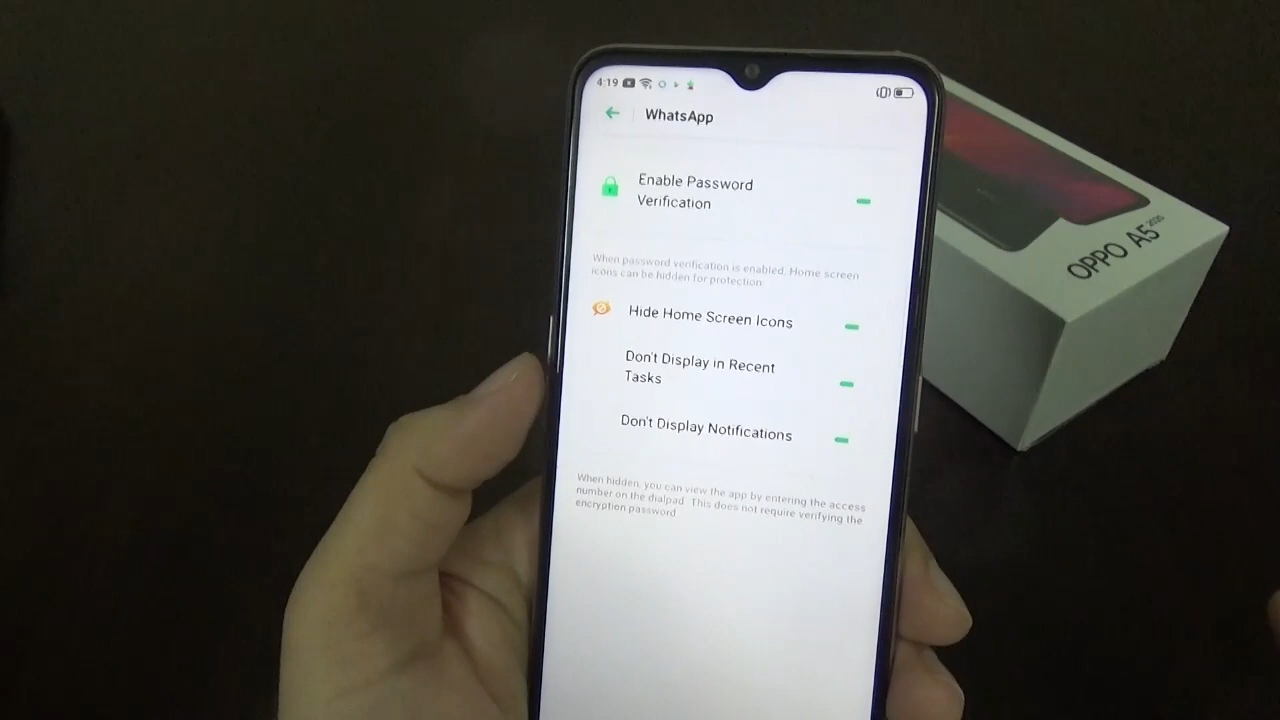 4:19
WhatsApp
Enable Password
Verification
When password verification is enabled, Home screen
icons can be hidden for protection.
Hide Home Screen Icons
Don't Display in Recent
Tasks
Don't Display Notifications
When hidden, you can view the app by entering the access
number on the dialpad. This does not require verifying the
encryption password
OPPO A5 2020